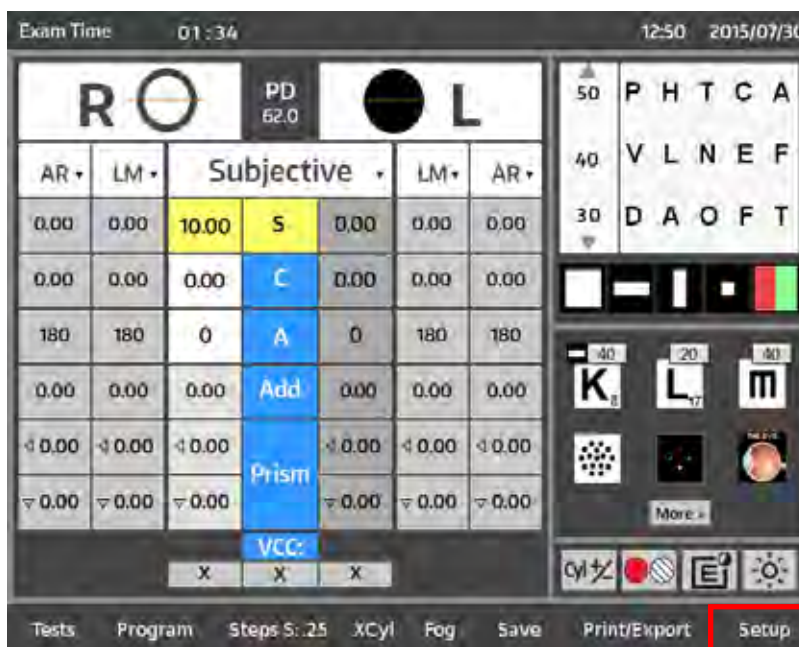 Exam Time 01:34 12:50 2015/07/30
R PD 62.0 L
AR LM Subjective LM AR
0.00 0.00 10.00 S 0.00 0.00 0.00
0.00 0.00 0.00 C 0.00 0.00 0.00
180 180 0 A 0 180 180
0.00 0.00 0.00 Add 0.00 0.00 0.00
0.00 0.00 0.00 Prism 0.00 0.00 0.00
0.00 0.00 0.00 0.00 0.00 0.00
VCC:
X X X
50 P H T C A
40 V L N E F
30 D A O F T
40 20 40
K 8 L 17 m
More »
Cyl +/- E
Tests Program Steps S: .25 XCyl Fog Save Print/Export Setup